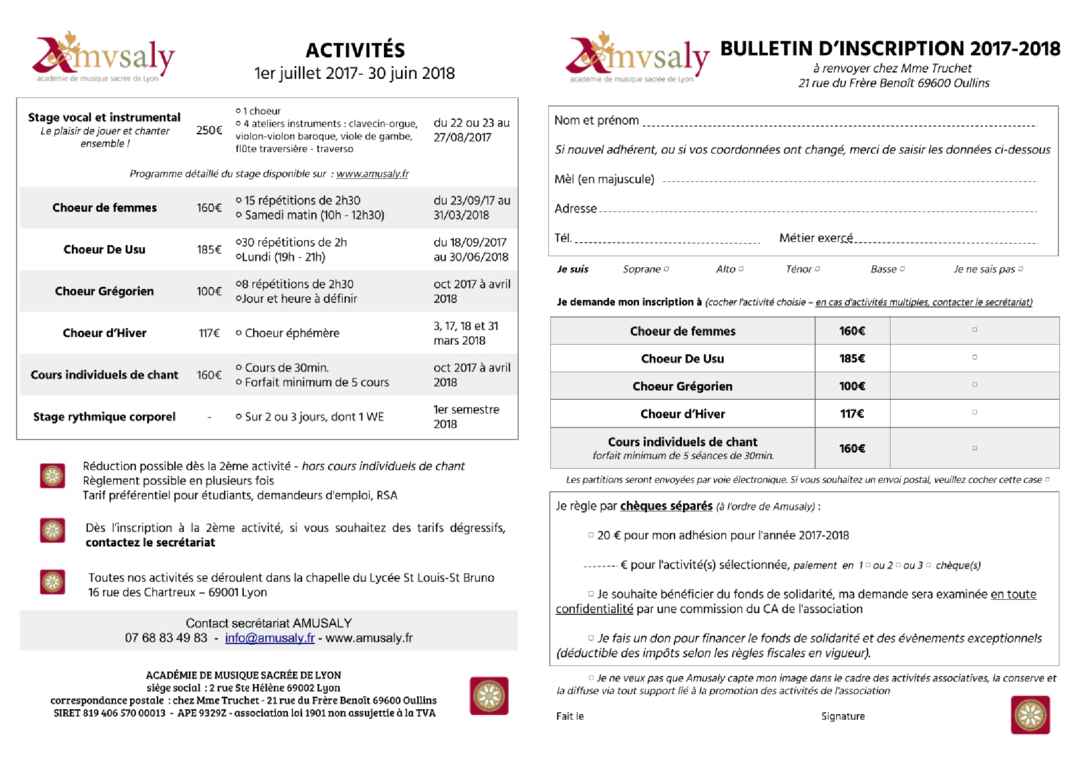 Amvsaly
académie de musique sacrée de Lyon
ACTIVITÉS
1er juillet 2017- 30 juin 2018
Stage vocal et instrumental
Le plaisir de jouer et chanter
ensemble !
250€
1 choeur
4 ateliers instruments : clavecin-orgue,
violon-violon baroque, viole de gambe,
flûte traversière - traverso
du 22 ou 23 au
27/08/2017
Programme détaillé du stage disponible sur : www.amusaly.fr
Choeur de femmes
160€
15 répétitions de 2h30
Samedi matin (10h - 12h30)
du 23/09/17 au
31/03/2018
Choeur De Usu
185€
30 répétitions de 2h
Lundi (19h - 21h)
du 18/09/2017
au 30/06/2018
Choeur Grégorien
100€
8 répétitions de 2h30
Jour et heure à définir
oct 2017 à avril
2018
Choeur d'Hiver
117€
Choeur éphémère
3, 17, 18 et 31
mars 2018
Cours individuels de chant
160€
Cours de 30min.
Forfait minimum de 5 cours
oct 2017 à avril
2018
Stage rythmique corporel
-
Sur 2 ou 3 jours, dont 1 WE
1er semestre
2018
Réduction possible dès la 2ème activité - hors cours individuels de chant
Règlement possible en plusieurs fois
Tarif préférentiel pour étudiants, demandeurs d'emploi, RSA
Dès l'inscription à la 2ème activité, si vous souhaitez des tarifs dégressifs,
contactez le secrétariat
Toutes nos activités se déroulent dans la chapelle du Lycée St Louis-St Bruno
16 rue des Chartreux – 69001 Lyon
Contact secrétariat AMUSALY
07 68 83 49 83 - info@amusaly.fr - www.amusaly.fr
ACADÉMIE DE MUSIQUE SACRÉE DE LYON
siège social : 2 rue Ste Hélène 69002 Lyon
correspondance postale : chez Mme Truchet - 21 rue du Frère Benoît 69600 Oullins
SIRET 819 406 570 00013 - APE 9329Z - association loi 1901 non assujettie à la TVA
Amvsaly
académie de musique sacrée de Lyon
BULLETIN D'INSCRIPTION 2017-2018
à renvoyer chez Mme Truchet
21 rue du Frère Benoît 69600 Oullins
Nom et prénom
Si nouvel adhérent, ou si vos coordonnées ont changé, merci de saisir les données ci-dessous
Mèl (en majuscule)
Adresse
Tél. Métier exercé
Je suis Soprane Alto Ténor Basse Je ne sais pas
Je demande mon inscription à (cocher l'activité choisie – en cas d'activités multiples, contacter le secrétariat)
Choeur de femmes 160€
Choeur De Usu 185€
Choeur Grégorien 100€
Choeur d'Hiver 117€
Cours individuels de chant
forfait minimum de 5 séances de 30min.
160€
Les partitions seront envoyées par voie électronique. Si vous souhaitez un envoi postal, veuillez cocher cette case
Je règle par chèques séparés (à l'ordre de Amusaly) :
20 € pour mon adhésion pour l'année 2017-2018
------- € pour l'activité(s) sélectionnée, paiement en 1 ou 2 ou 3 chèque(s)
Je souhaite bénéficier du fonds de solidarité, ma demande sera examinée en toute
confidentialité par une commission du CA de l'association
Je fais un don pour financer le fonds de solidarité et des évènements exceptionnels
(déductible des impôts selon les règles fiscales en vigueur).
Je ne veux pas que Amusaly capte mon image dans le cadre des activités associatives, la conserve et
la diffuse via tout support lié à la promotion des activités de l'association
Fait le Signature